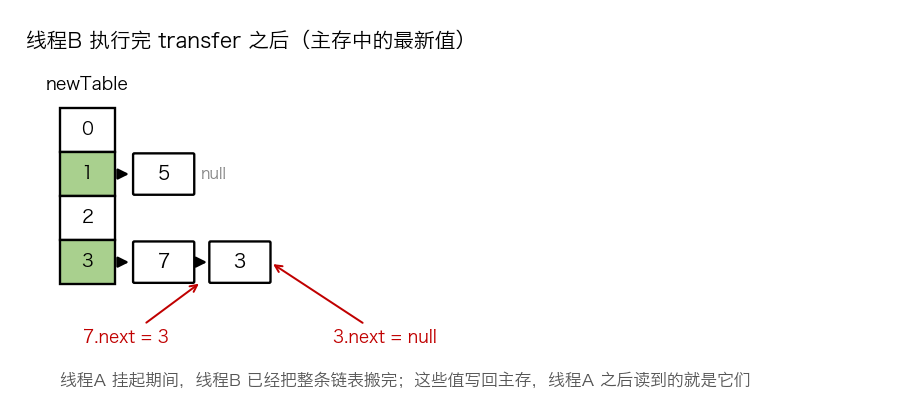 线程B 执行完 transfer 之后（主存中的最新值）
newTable
0
1 5 null
2
3 7 3
7.next = 3 3.next = null
线程A 挂起期间，线程B 已经把整条链表搬完；这些值写回主存，线程A 之后读到的就是它们